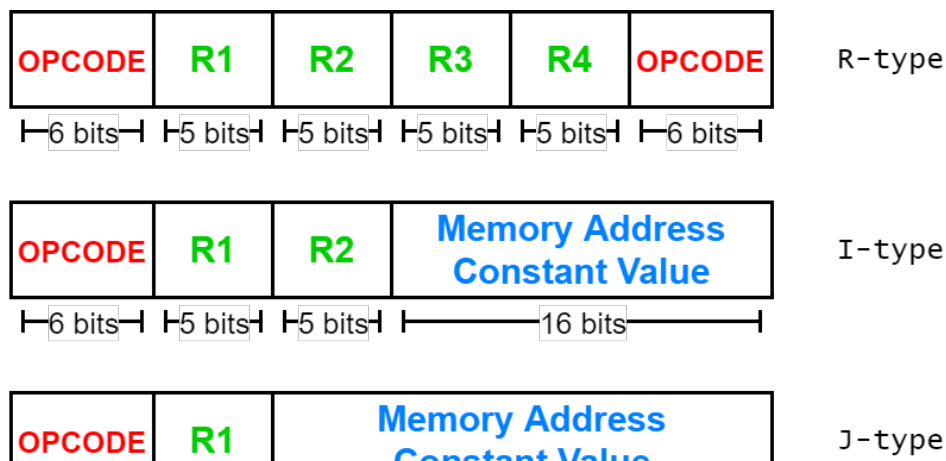 OPCODE R1 R2 R3 R4 OPCODE R-type
6 bits 5 bits 5 bits 5 bits 5 bits 6 bits
OPCODE R1 R2 Memory Address Constant Value I-type
6 bits 5 bits 5 bits 16 bits
OPCODE R1 Memory Address Constant Value J-type